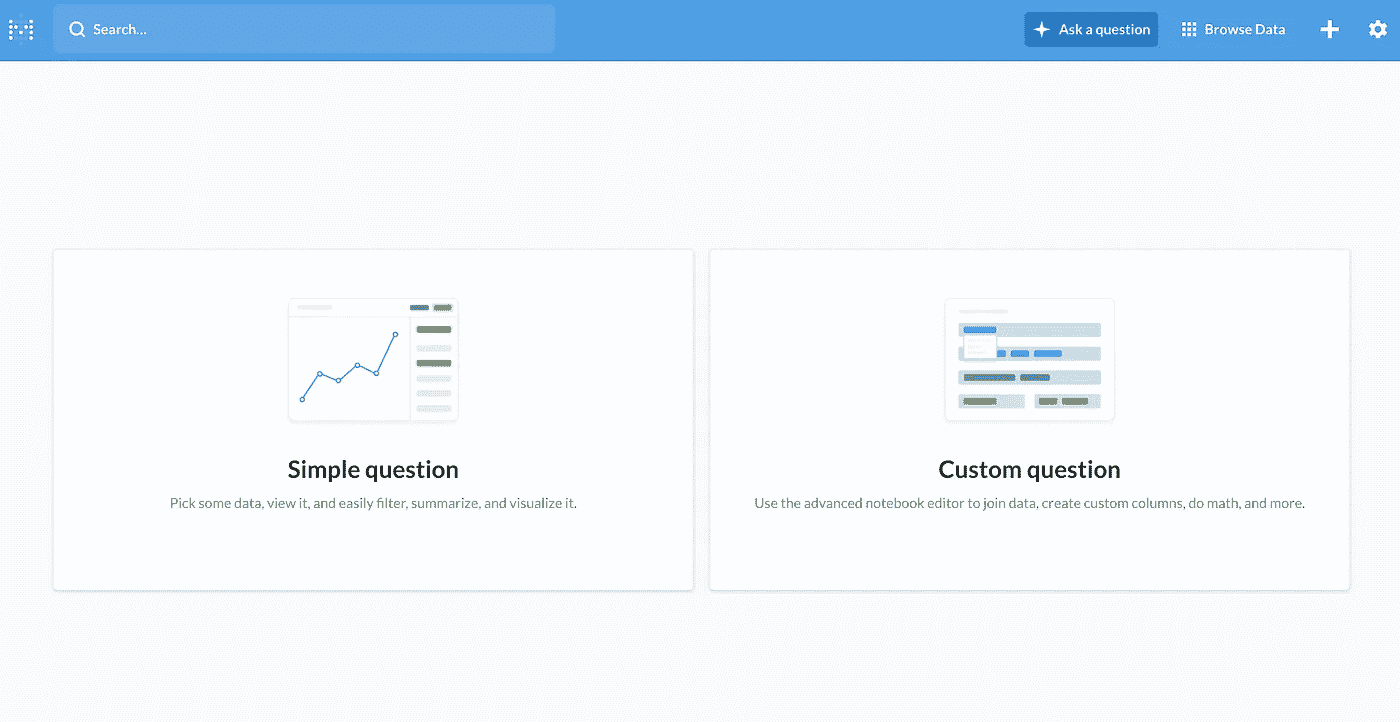 Search...
Ask a question
Browse Data
Simple question
Pick some data, view it, and easily filter, summarize, and visualize it.
Custom question
Use the advanced notebook editor to join data, create custom columns, do math, and more.